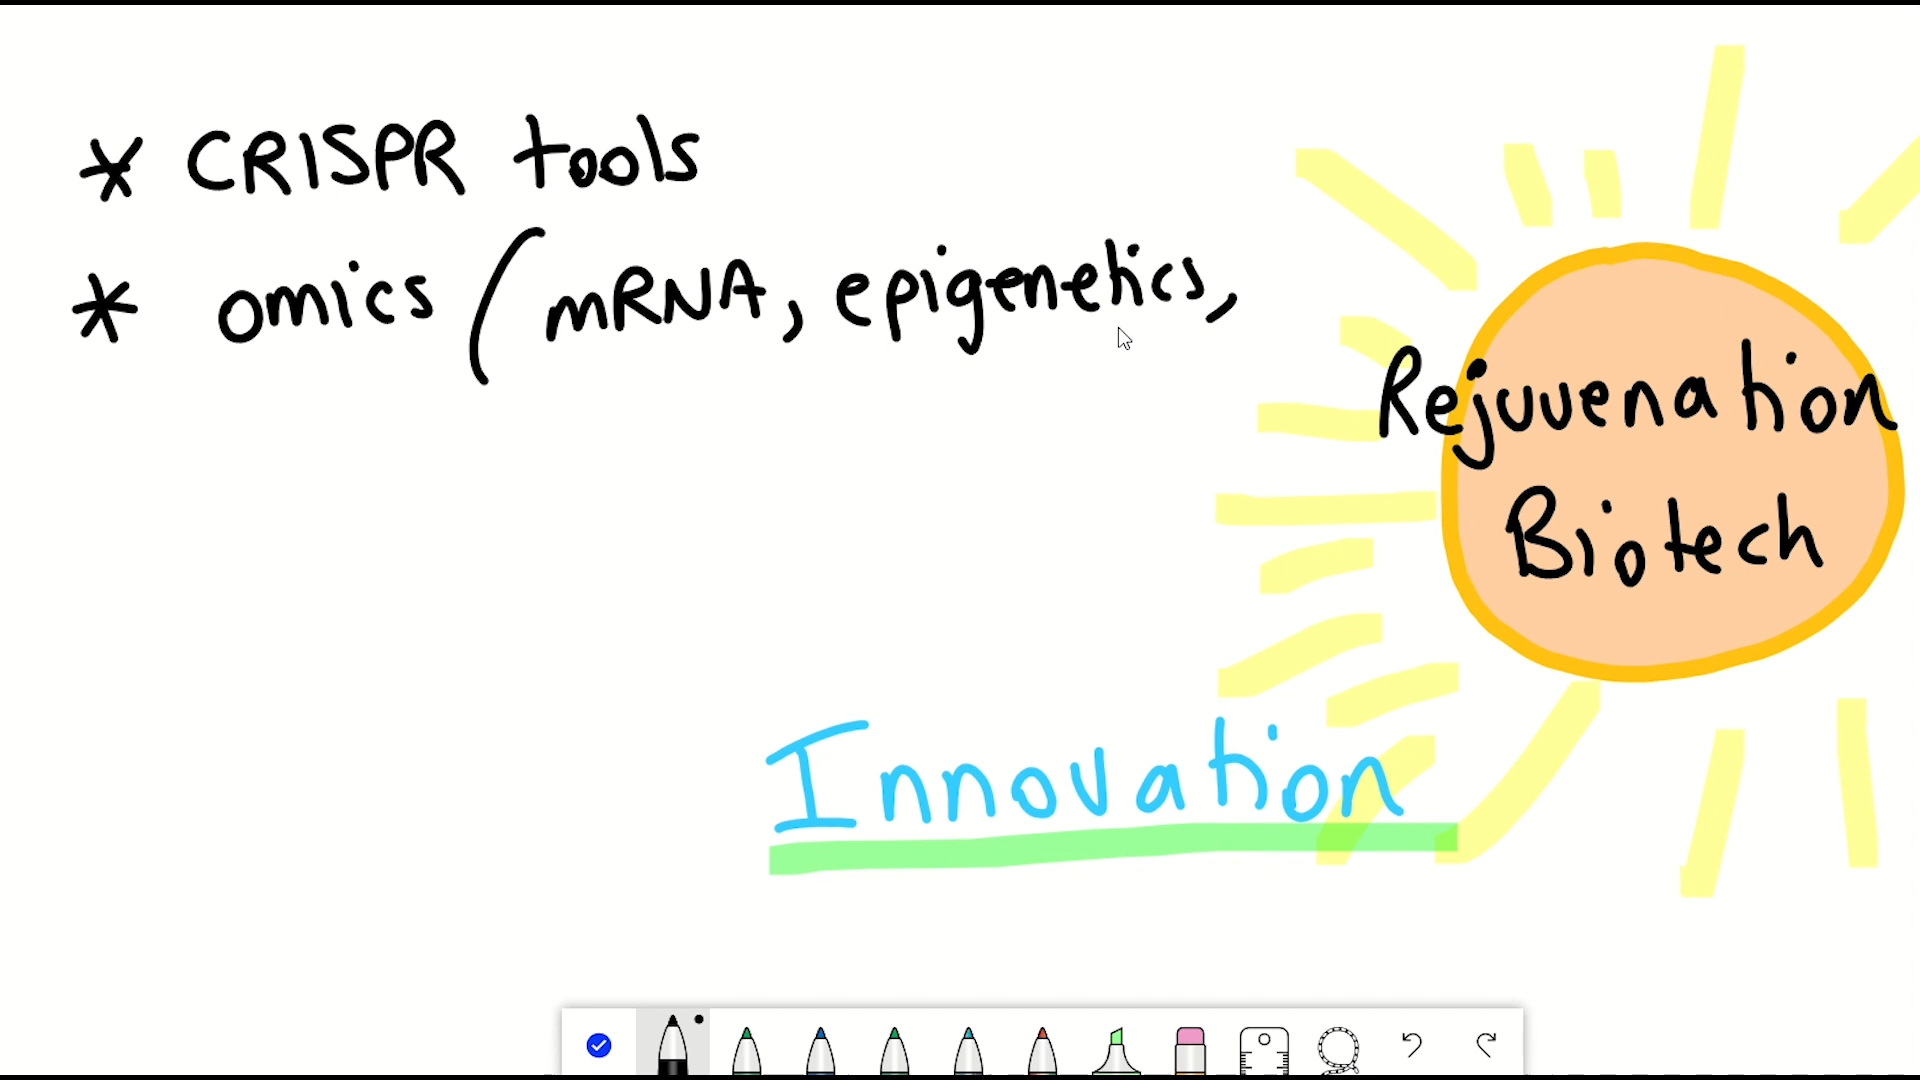 * CRISPR tools
* omics (mRNA, epigenetics,
Rejuvenation
Biotech
Innovation